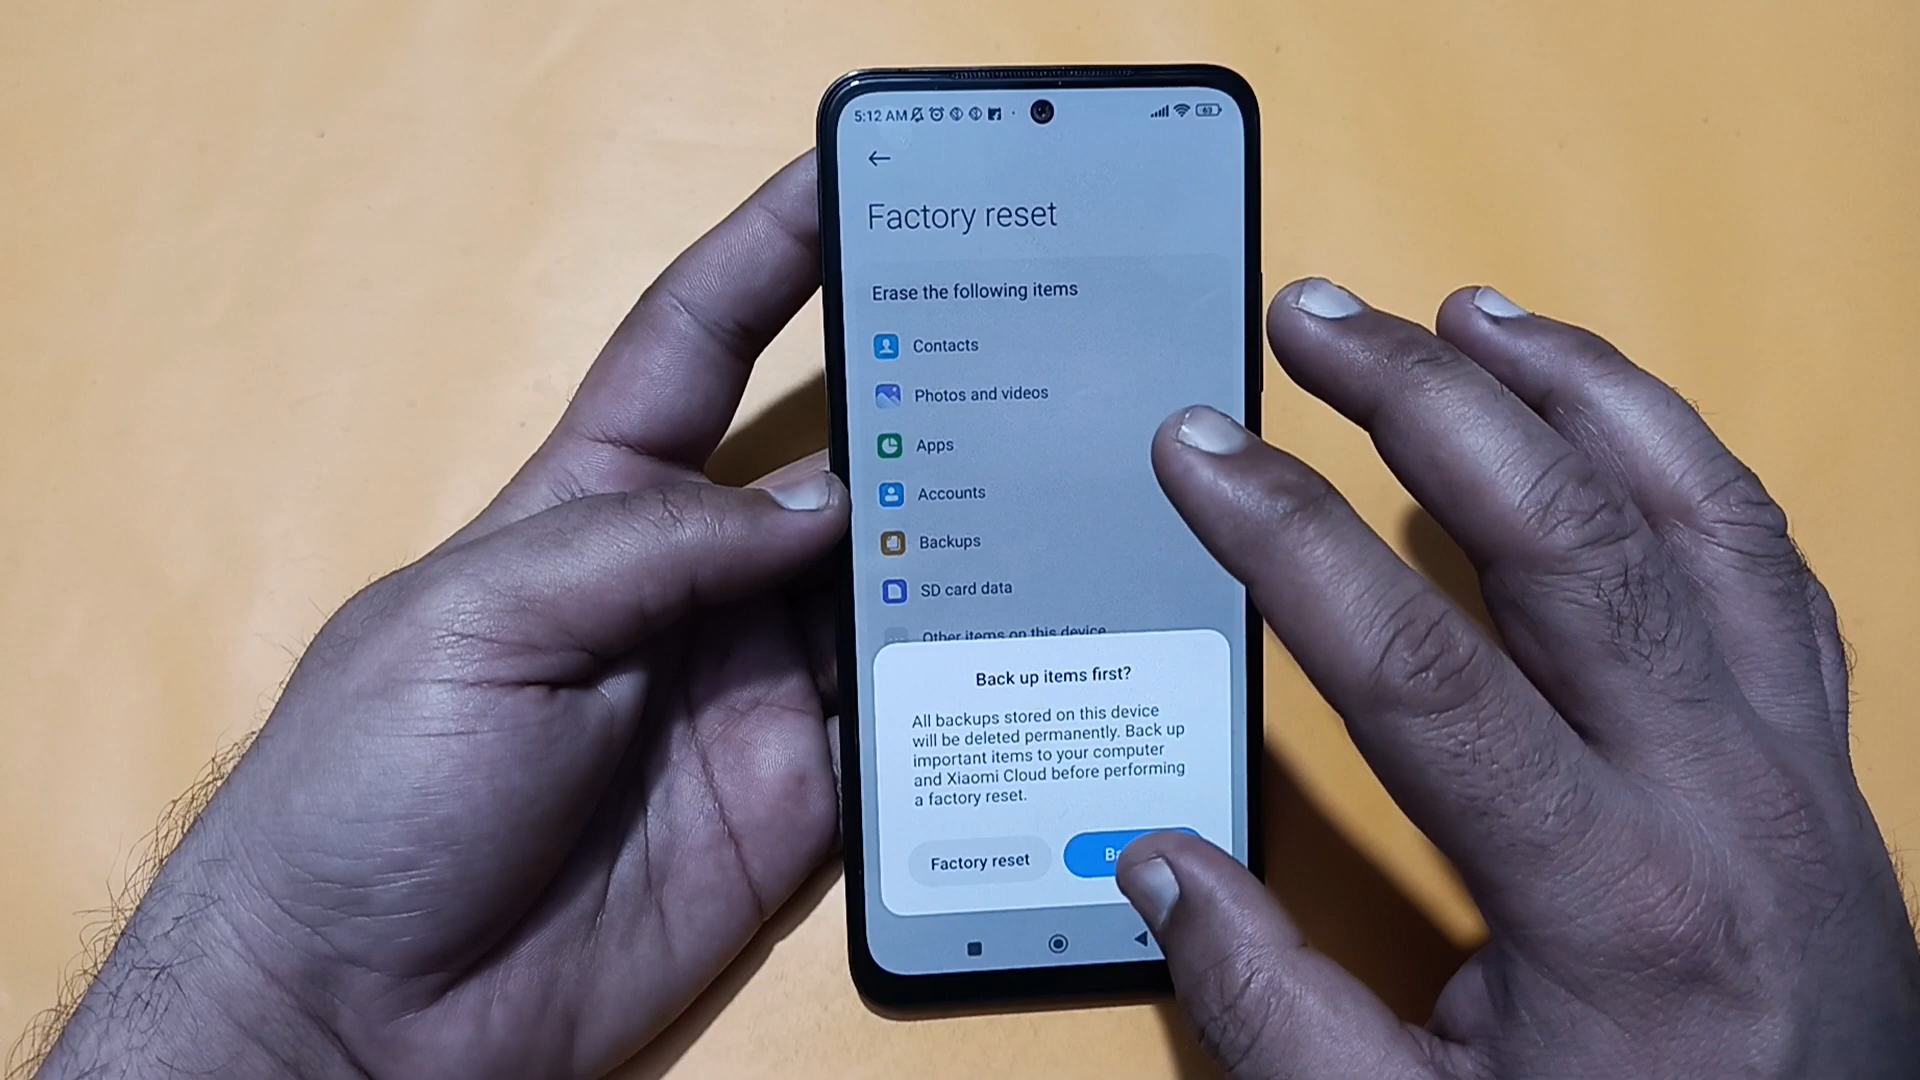 5:12 AM
63
Factory reset
Erase the following items
Contacts
Photos and videos
Apps
Accounts
Backups
SD card data
Other items on this device
Back up items first?
All backups stored on this device
will be deleted permanently. Back up
important items to your computer
and Xiaomi Cloud before performing
a factory reset.
Factory reset